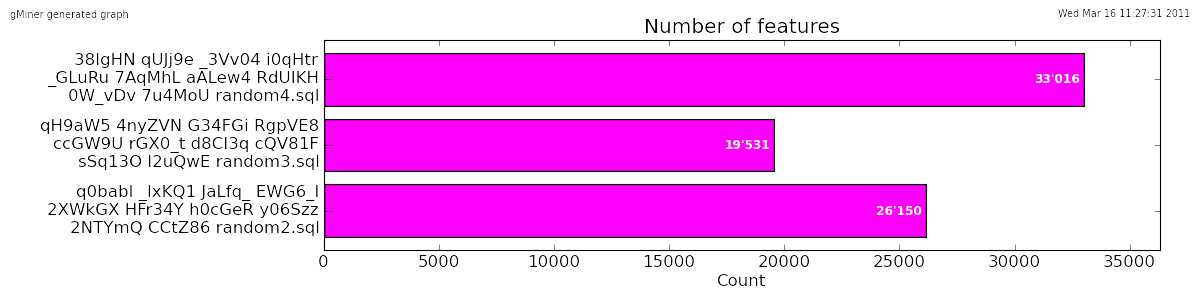 gMiner generated graph
Wed Mar 16 11:27:31 2011
Number of features
38IgHN qUJj9e _3Vv04 i0qHtr
_GLuRu 7AqMhL aALew4 RdUIKH
0W_vDv 7u4MoU random4.sql
33'016
qH9aW5 4nyZVN G34FGi RgpVE8
ccGW9U rGX0_t d8CI3q cQV81F
sSq13O l2uQwE random3.sql
19'531
q0babl _lxKQ1 JaLfq_ EWG6_l
2XWkGX HFr34Y h0cGeR y06Szz
2NTYmQ CCtZ86 random2.sql
26'150
0 5000 10000 15000 20000 25000 30000 35000
Count